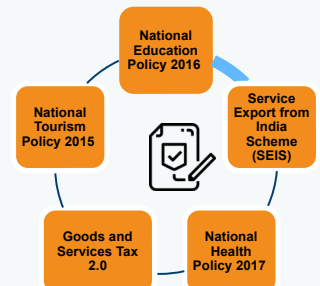 National
Education
Policy 2016
Service
Export from
India
Scheme
(SEIS)
National
Health
Policy 2017
Goods and
Services Tax
2.0
National
Tourism
Policy 2015